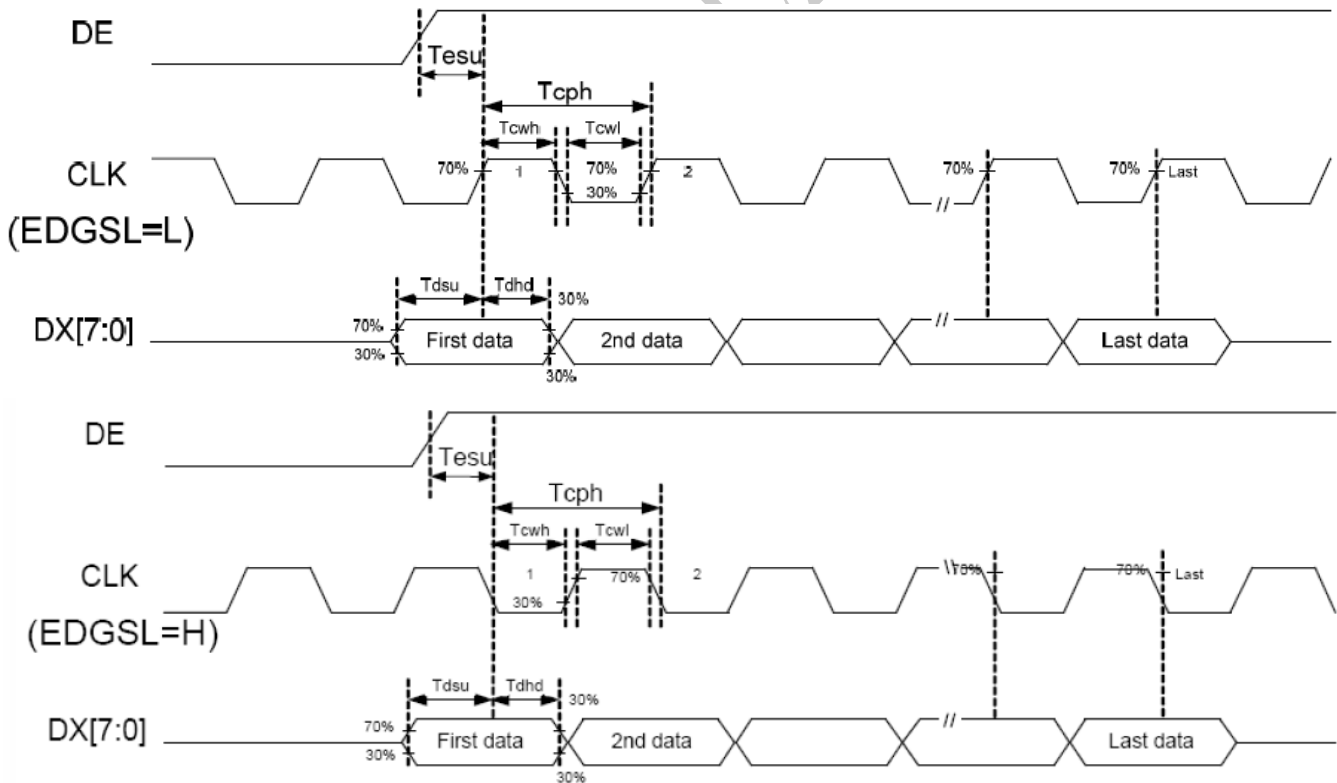 DE
Tesu
Tcph
Tcwh Tcwl
CLK 70% 1 70% 2 70% 70% Last
30%
(EDGSL=L) //
Tdsu Tdhd 30%
DX[7:0] 70% First data 2nd data // Last data
30% 30%
DE
Tesu
Tcph
Tcwh Tcwl
CLK 1 70% 2 \\ 70% 70% Last
30%
(EDGSL=H)
Tdsu Tdhd 30%
DX[7:0] 70% First data 2nd data // Last data
30% 30%